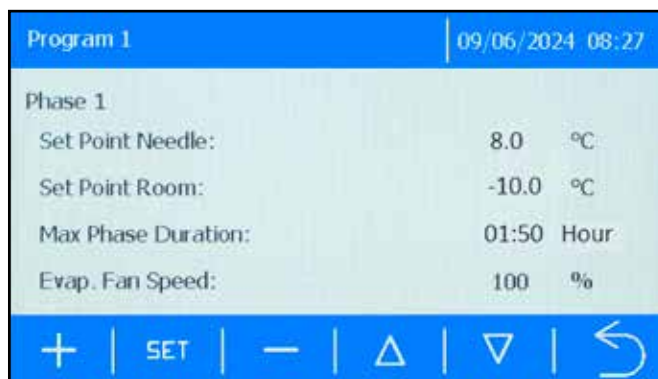 Program 1 09/06/2024 08:27
Phase 1
Set Point Needle: 8.0 °C
Set Point Room: -10.0 °C
Max Phase Duration: 01:50 Hour
Evap. Fan Speed: 100 %
SET